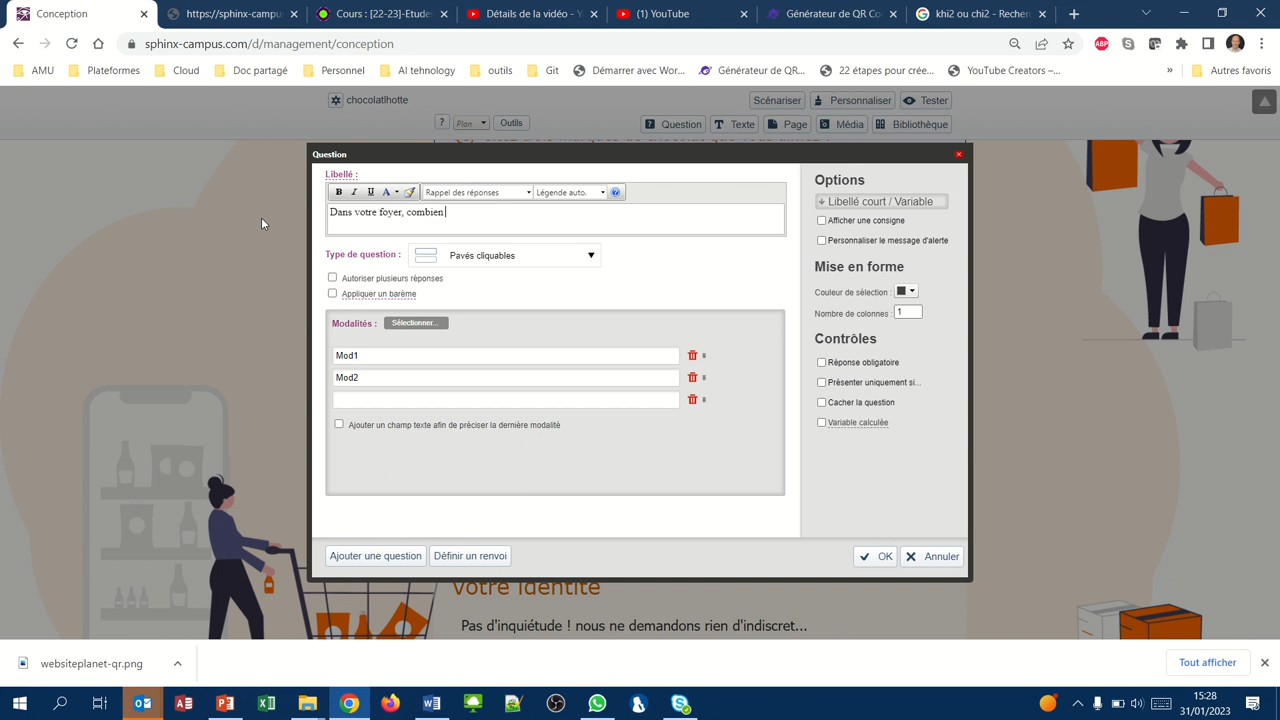 Conception
https://sphinx-campu
Cours : [22-23]-Etude
Détails de la vidéo - Y
(1) YouTube
Générateur de QR Co
khi2 ou chi2 - Recher
sphinx-campus.com/d/management/conception
AMU
Plateformes
Cloud
Doc partagé
Personnel
AI tehnology
outils
Git
Démarrer avec Wor...
Générateur de QR...
22 étapes pour crée...
YouTube Creators –...
»
Autres favoris
chocolatlhotte
Scénariser
Personnaliser
Tester
?
Plan
Outils
Question
Texte
Page
Média
Bibliothèque
Question
Libellé :
B I U A
Rappel des réponses
Légende auto.
Dans votre foyer, combien
Type de question :
Pavés cliquables
Autoriser plusieurs réponses
Appliquer un barème
Modalités :
Sélectionner...
Mod1
Mod2
Ajouter un champ texte afin de préciser la dernière modalité
Options
Libellé court / Variable
Afficher une consigne
Personnaliser le message d'alerte
Mise en forme
Couleur de sélection :
Nombre de colonnes : 1
Contrôles
Réponse obligatoire
Présenter uniquement si...
Cacher la question
Variable calculée
Ajouter une question
Définir un renvoi
OK
Annuler
votre identité
Pas d'inquiétude ! nous ne demandons rien d'indiscret...
websiteplanet-qr.png
Tout afficher
15:28
31/01/2023